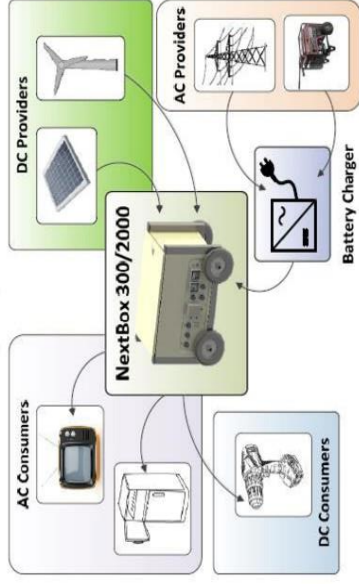 DC Providers
AC Providers
NextBox 300/2000
Battery Charger
AC Consumers
DC Consumers